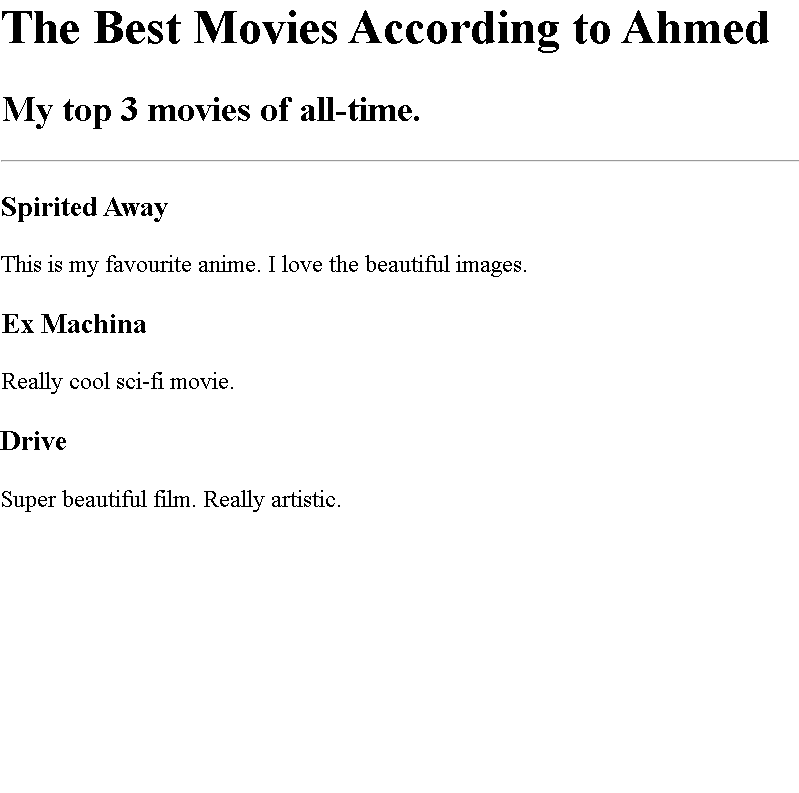 The Best Movies According to Ahmed
My top 3 movies of all-time.
Spirited Away
This is my favourite anime. I love the beautiful images.
Ex Machina
Really cool sci-fi movie.
Drive
Super beautiful film. Really artistic.